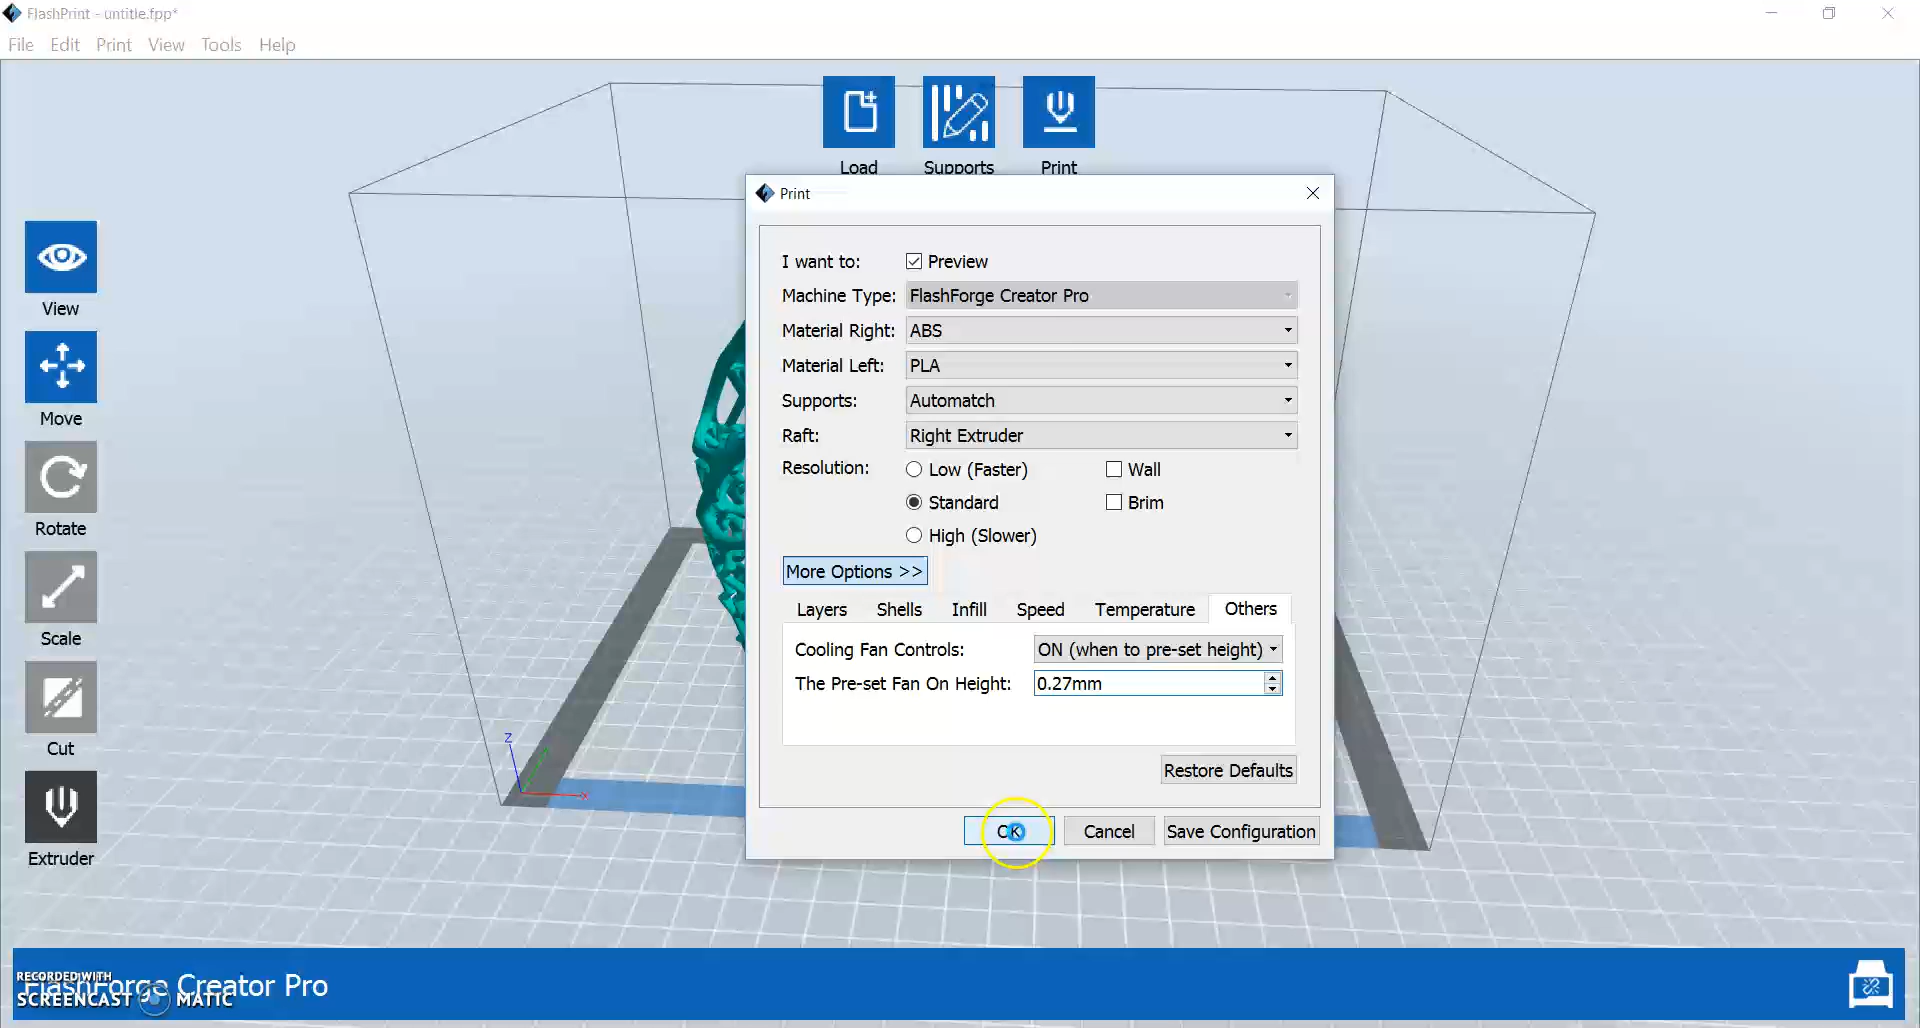 FlashPrint - untitle.fpp*
File Edit Print View Tools Help
Load Supports Print
Print
I want to: Preview
Machine Type: FlashForge Creator Pro
Material Right: ABS
Material Left: PLA
Supports: Automatch
Raft: Right Extruder
Resolution: Low (Faster) Wall
Standard Brim
High (Slower)
More Options >>
Layers Shells Infill Speed Temperature Others
Cooling Fan Controls: ON (when to pre-set height)
The Pre-set Fan On Height: 0.27mm
Restore Defaults
OK Cancel Save Configuration
View
Move
Rotate
Scale
Cut
Extruder
Z
X
FlashForge Creator Pro
RECORDED WITH
SCREENCAST MATIC